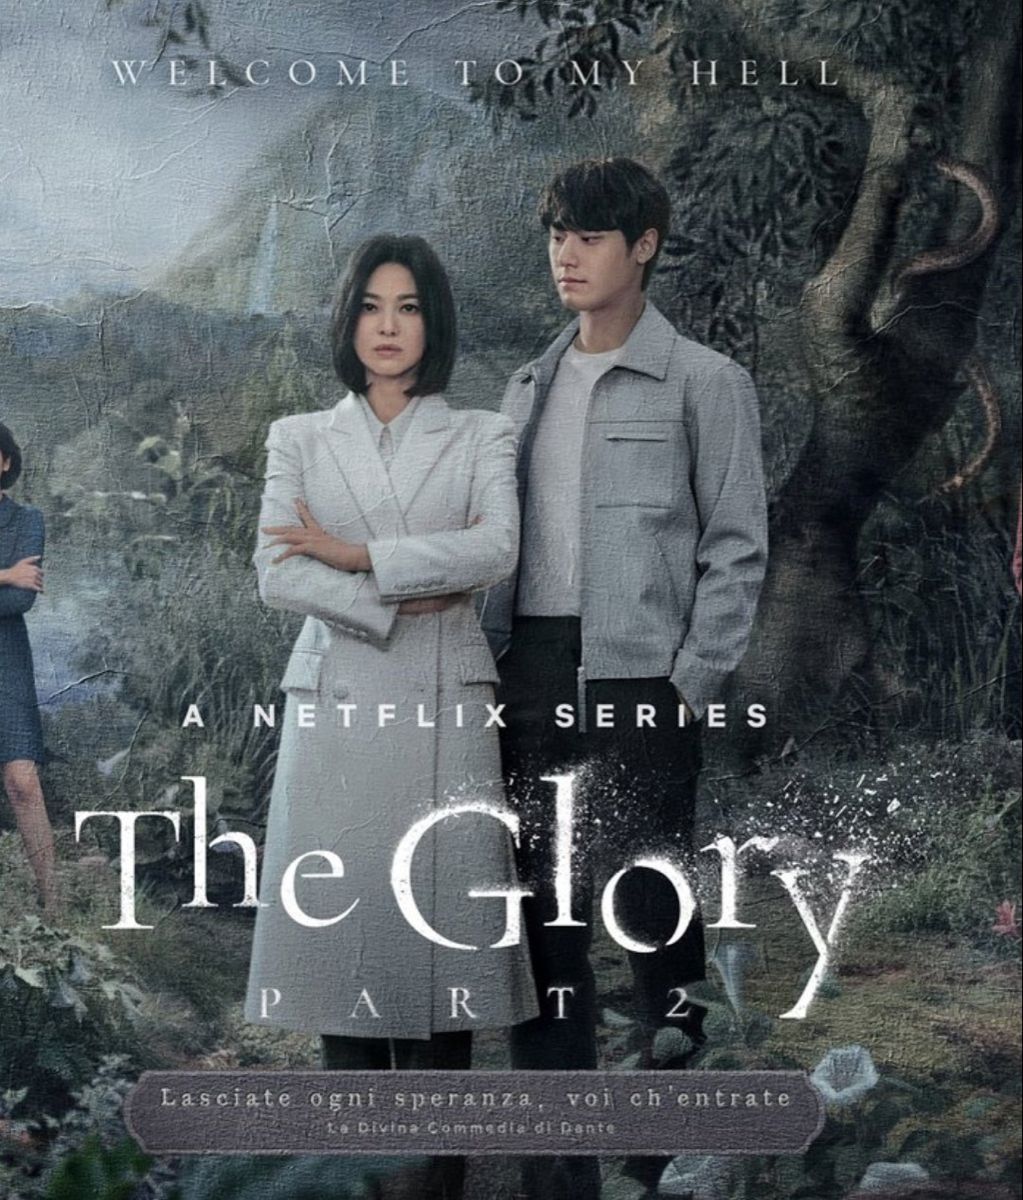 WELCOME TO MY HELL
A NETFLIX SERIES
The Glory
PART 2
Lasciate ogni speranza, voi ch'entrate
La Divina Commedia di Dante